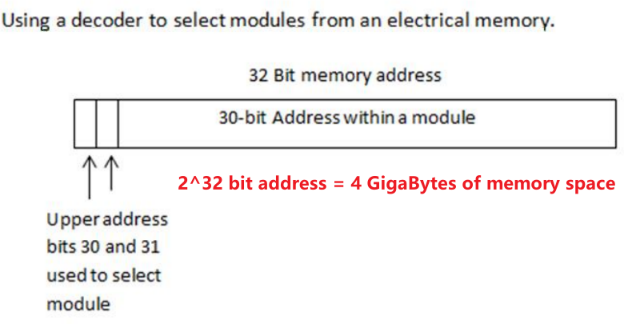 Using a decoder to select modules from an electrical memory.
32 Bit memory address
30-bit Address within a module
2^32 bit address = 4 GigaBytes of memory space
Upper address
bits 30 and 31
used to select
module